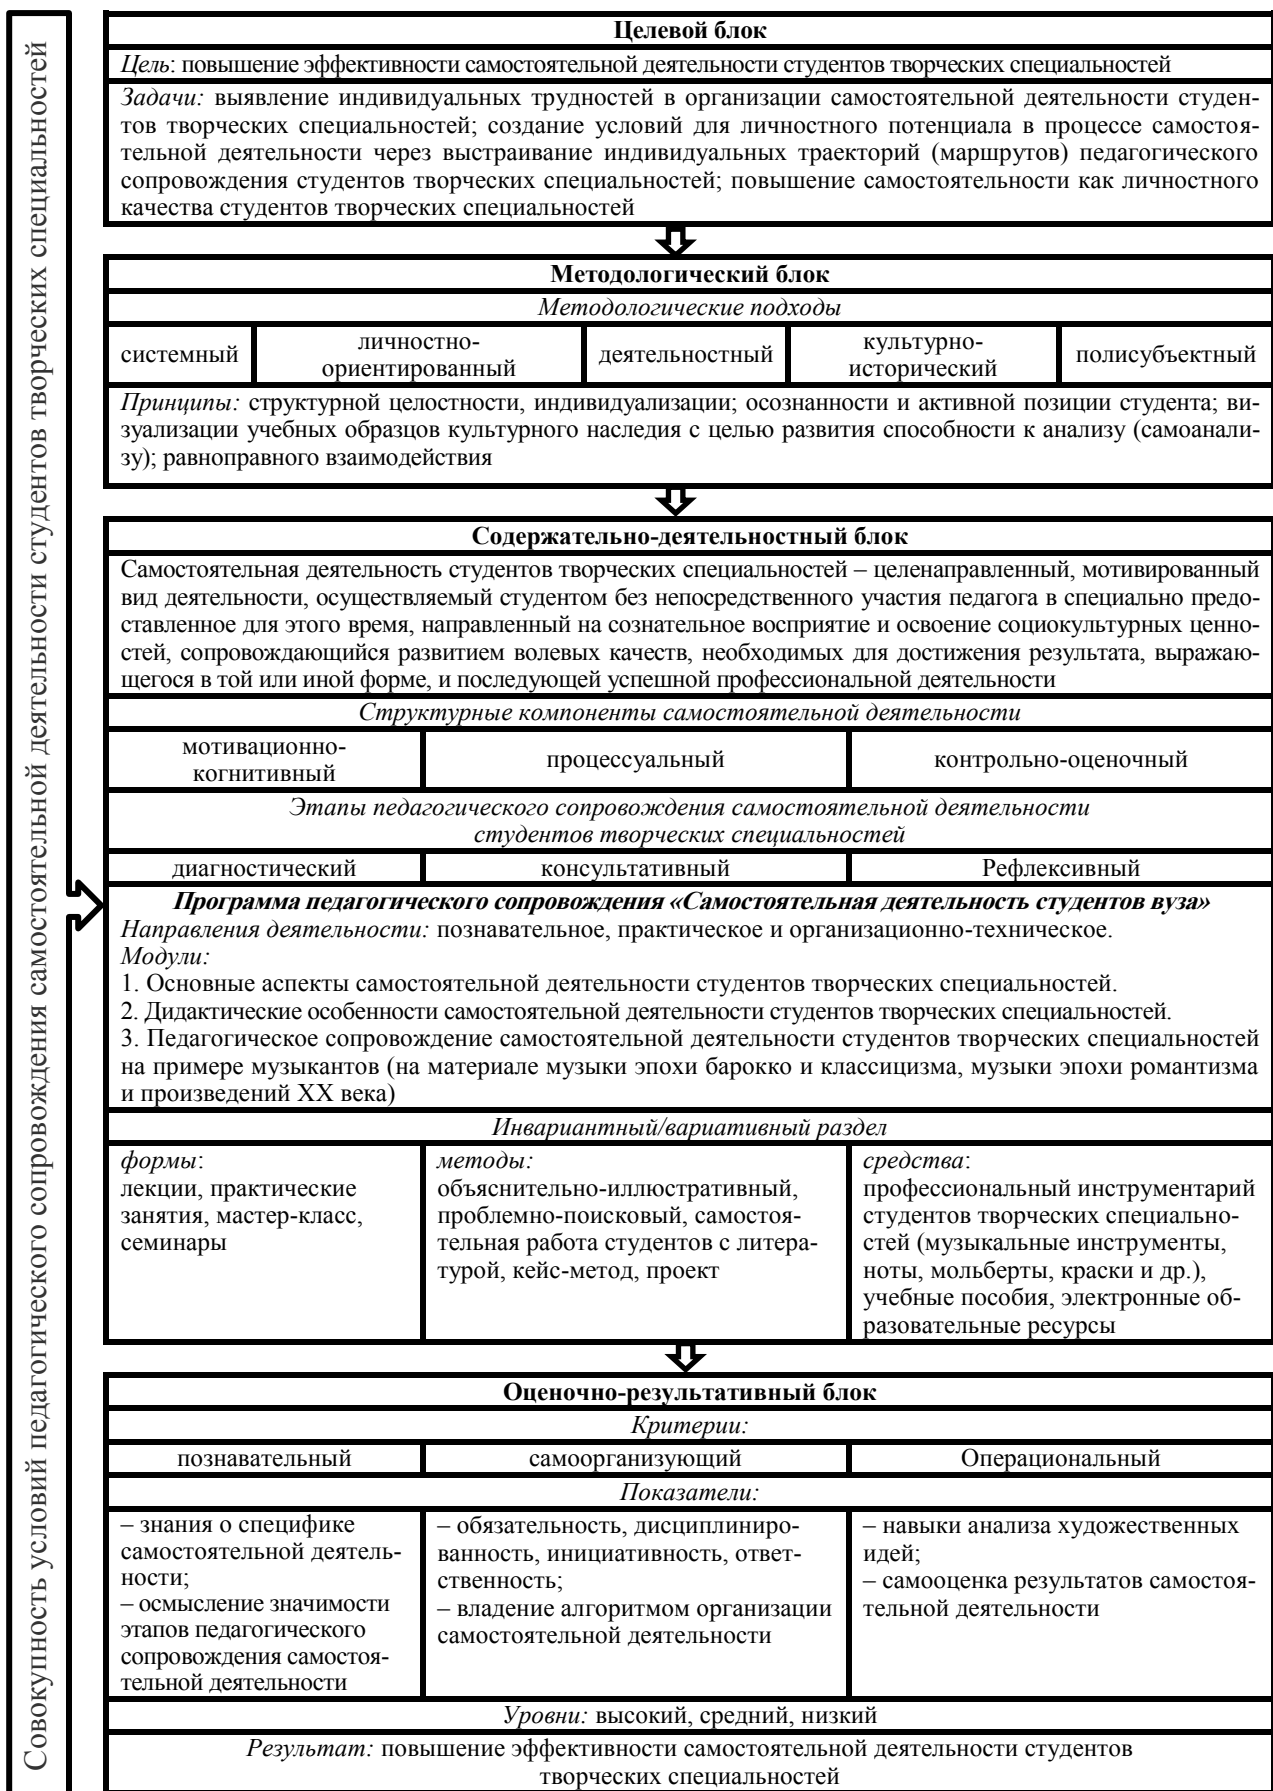 Совокупность условий педагогического сопровождения самостоятельной деятельности студентов творческих специальностей
Целевой блок
Цель: повышение эффективности самостоятельной деятельности студентов творческих специальностей
Задачи: выявление индивидуальных трудностей в организации самостоятельной деятельности студен-
тов творческих специальностей; создание условий для личностного потенциала в процессе самостоя-
тельной деятельности через выстраивание индивидуальных траекторий (маршрутов) педагогического
сопровождения студентов творческих специальностей; повышение самостоятельности как личностного
качества студентов творческих специальностей
Методологический блок
Методологические подходы
системный
личностно-
ориентированный
деятельностный
культурно-
исторический
полисубъектный
Принципы: структурной целостности, индивидуализации; осознанности и активной позиции студента; ви-
зуализации учебных образцов культурного наследия с целью развития способности к анализу (самоанали-
зу); равноправного взаимодействия
Содержательно-деятельностный блок
Самостоятельная деятельность студентов творческих специальностей – целенаправленный, мотивированный
вид деятельности, осуществляемый студентом без непосредственного участия педагога в специально предо-
ставленное для этого время, направленный на сознательное восприятие и освоение социокультурных ценно-
стей, сопровождающийся развитием волевых качеств, необходимых для достижения результата, выражаю-
щегося в той или иной форме, и последующей успешной профессиональной деятельности
Структурные компоненты самостоятельной деятельности
мотивационно-
когнитивный
процессуальный
контрольно-оценочный
Этапы педагогического сопровождения самостоятельной деятельности
студентов творческих специальностей
диагностический
консультативный
Рефлексивный
Программа педагогического сопровождения «Самостоятельная деятельность студентов вуза»
Направления деятельности: познавательное, практическое и организационно-техническое.
Модули:
1. Основные аспекты самостоятельной деятельности студентов творческих специальностей.
2. Дидактические особенности самостоятельной деятельности студентов творческих специальностей.
3. Педагогическое сопровождение самостоятельной деятельности студентов творческих специальностей
на примере музыкантов (на материале музыки эпохи барокко и классицизма, музыки эпохи романтизма
и произведений XX века)
Инвариантный/вариативный раздел
формы:
лекции, практические
занятия, мастер-класс,
семинары
методы:
объяснительно-иллюстративный,
проблемно-поисковый, самостоя-
тельная работа студентов с литера-
турой, кейс-метод, проект
средства:
профессиональный инструментарий
студентов творческих специально-
стей (музыкальные инструменты,
ноты, мольберты, краски и др.),
учебные пособия, электронные об-
разовательные ресурсы
Оценочно-результативный блок
Критерии:
познавательный
самоорганизующий
Операциональный
Показатели:
– знания о специфике
самостоятельной деятель-
ности;
– осмысление значимости
этапов педагогического
сопровождения самостоя-
тельной деятельности
– обязательность, дисциплиниро-
ванность, инициативность, ответ-
ственность;
– владение алгоритмом организации
самостоятельной деятельности
– навыки анализа художественных
идей;
– самооценка результатов самостоя-
тельной деятельности
Уровни: высокий, средний, низкий
Результат: повышение эффективности самостоятельной деятельности студентов
творческих специальностей